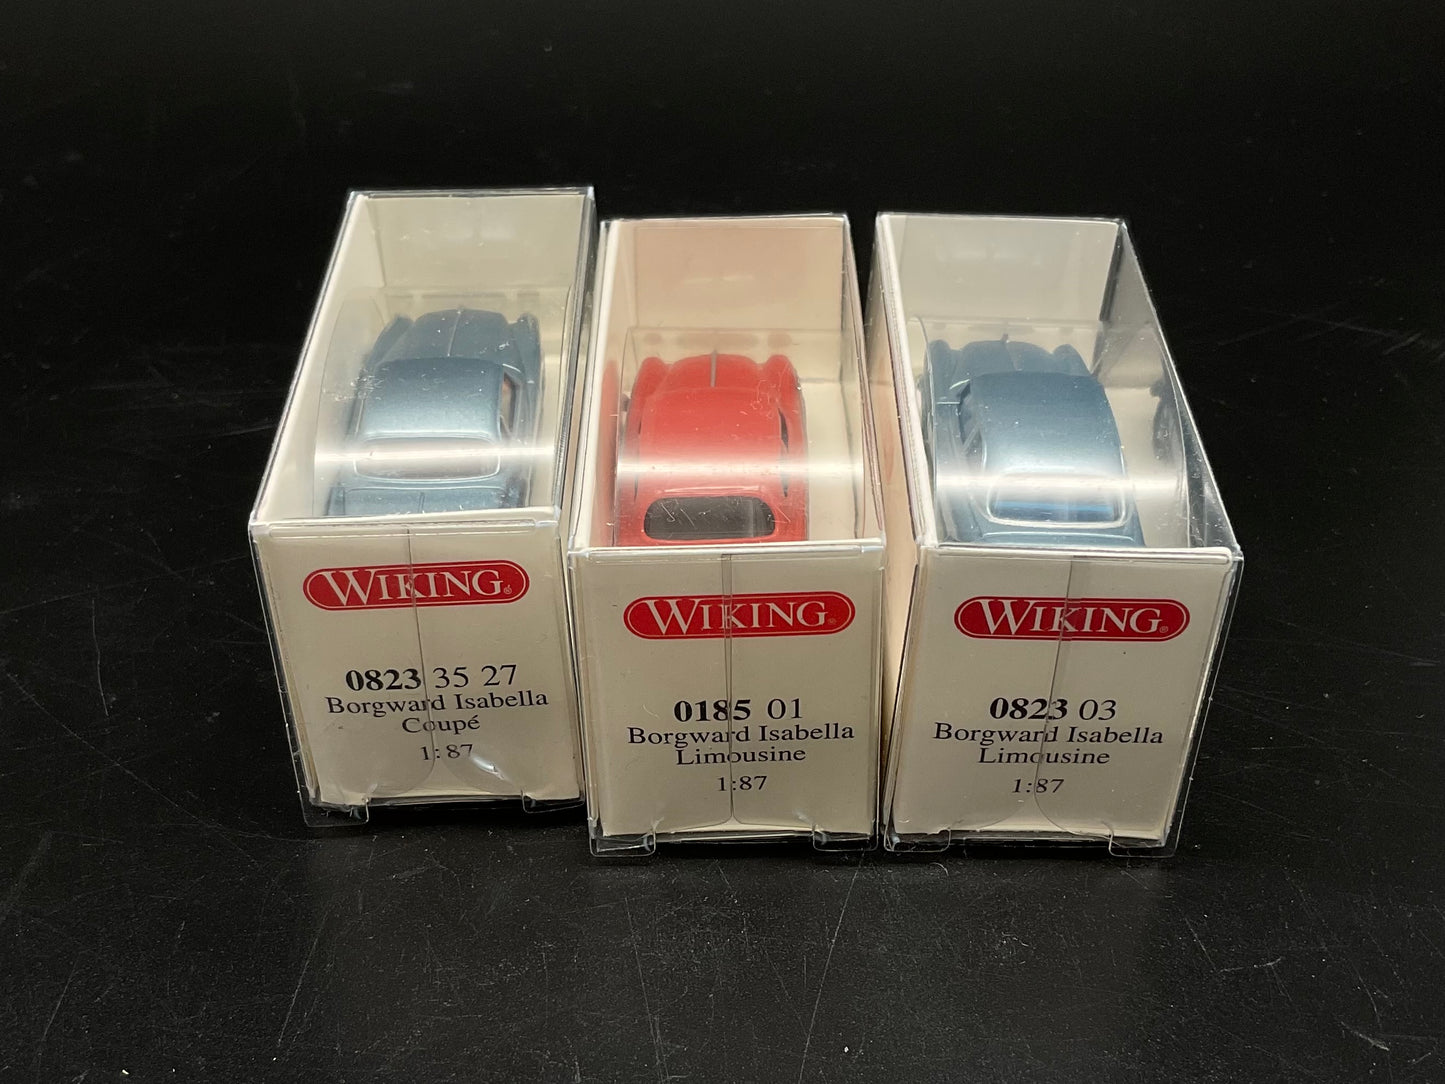 WIKING®
0823 35 27
Borgward Isabella
Coupé
1:87
WIKING®
0185 01
Borgward Isabella
Limousine
1:87
WIKING®
0823 03
Borgward Isabella
Limousine
1:87